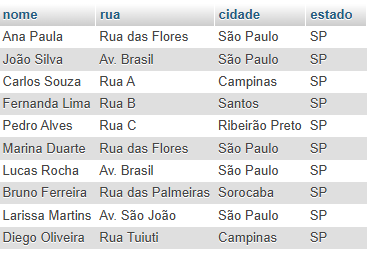 nome rua cidade estado
Ana Paula Rua das Flores São Paulo SP
João Silva Av. Brasil São Paulo SP
Carlos Souza Rua A Campinas SP
Fernanda Lima Rua B Santos SP
Pedro Alves Rua C Ribeirão Preto SP
Marina Duarte Rua das Flores São Paulo SP
Lucas Rocha Av. Brasil São Paulo SP
Bruno Ferreira Rua das Palmeiras Sorocaba SP
Larissa Martins Av. São João São Paulo SP
Diego Oliveira Rua Tuiuti Campinas SP